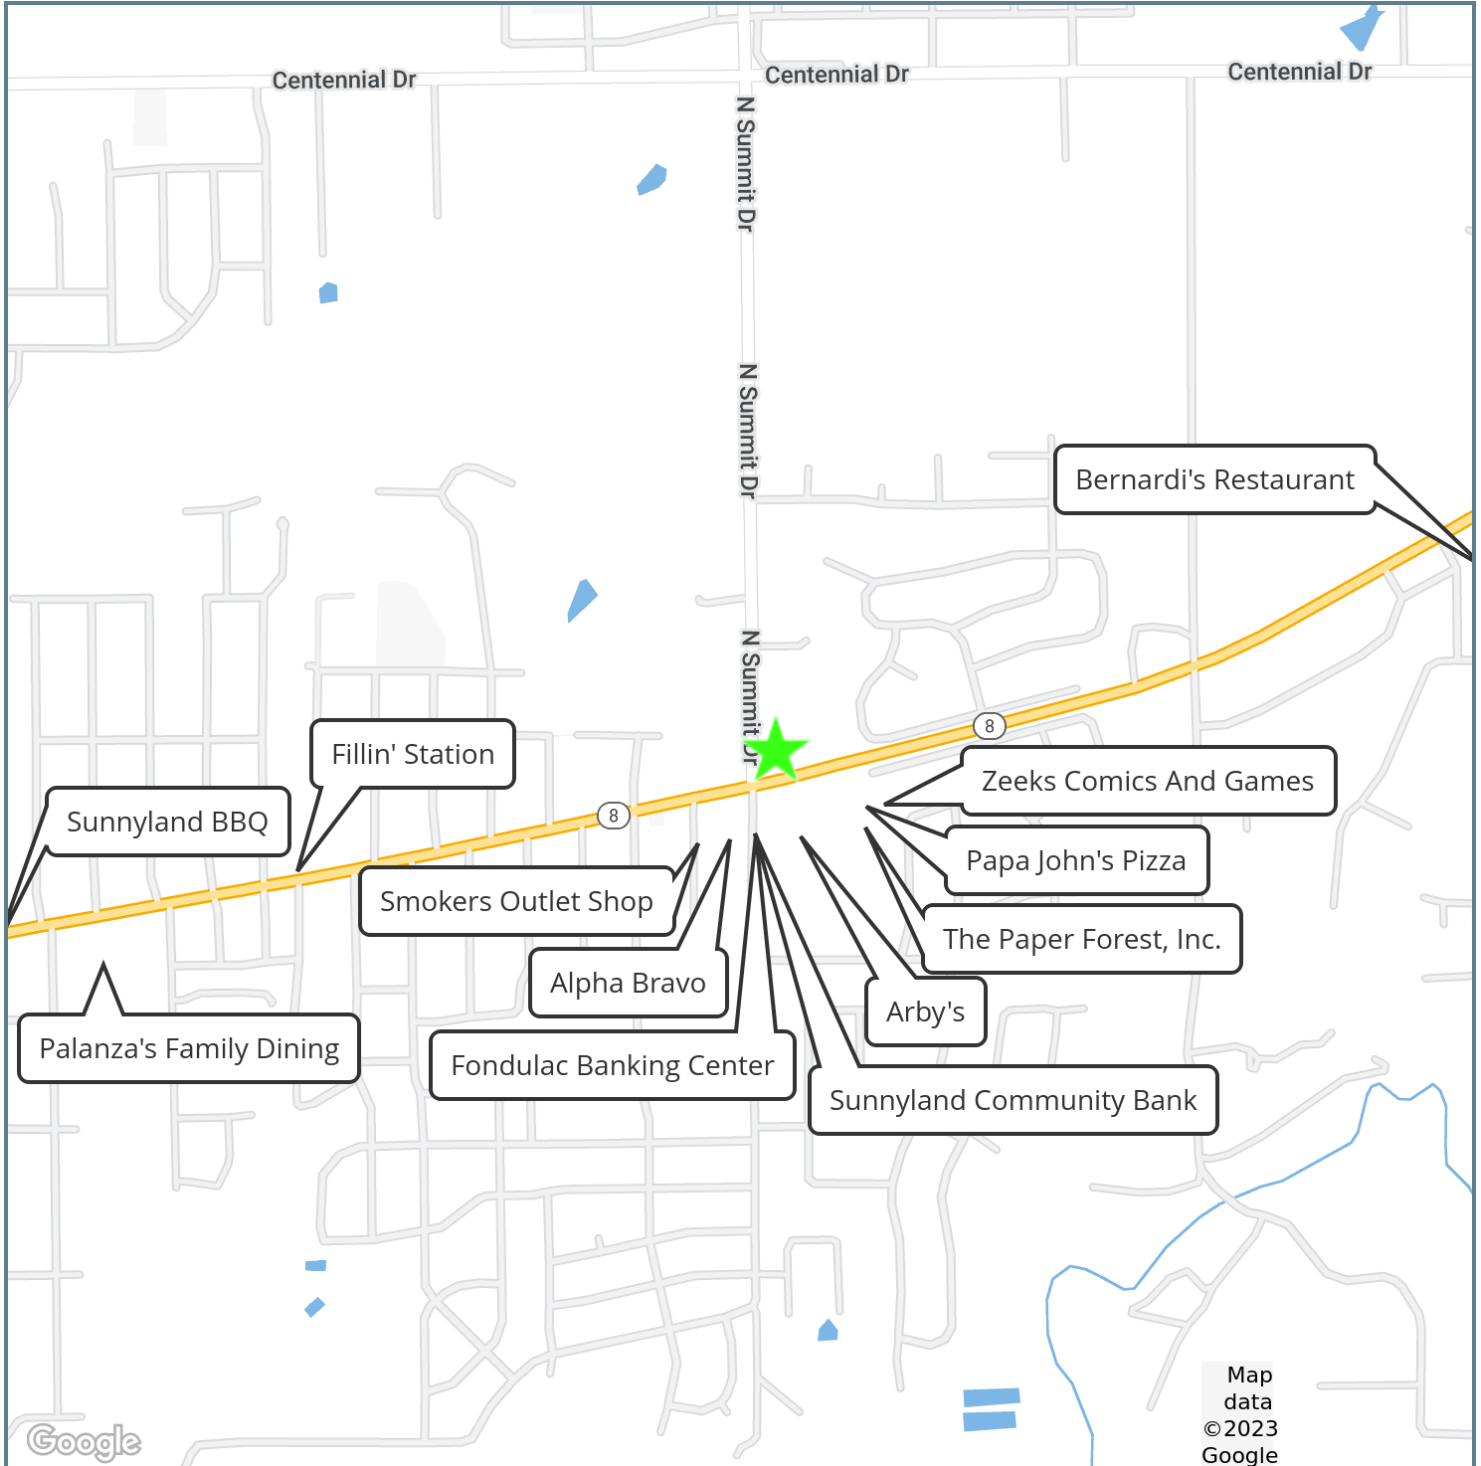 Centennial Dr
Centennial Dr
Centennial Dr
N Summit Dr
N Summit Dr
Bernardi's Restaurant
N Summit Dr
8
Fillin' Station
Zeeks Comics And Games
8
Sunnyland BBQ
Papa John's Pizza
Smokers Outlet Shop
The Paper Forest, Inc.
Alpha Bravo
Arby's
Palanza's Family Dining
Fondulac Banking Center
Sunnyland Community Bank
Map
data
©2023
Google
Google